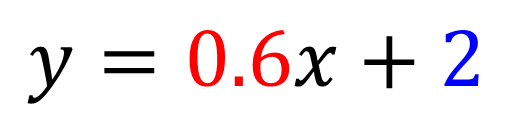 y = 0.6x + 2